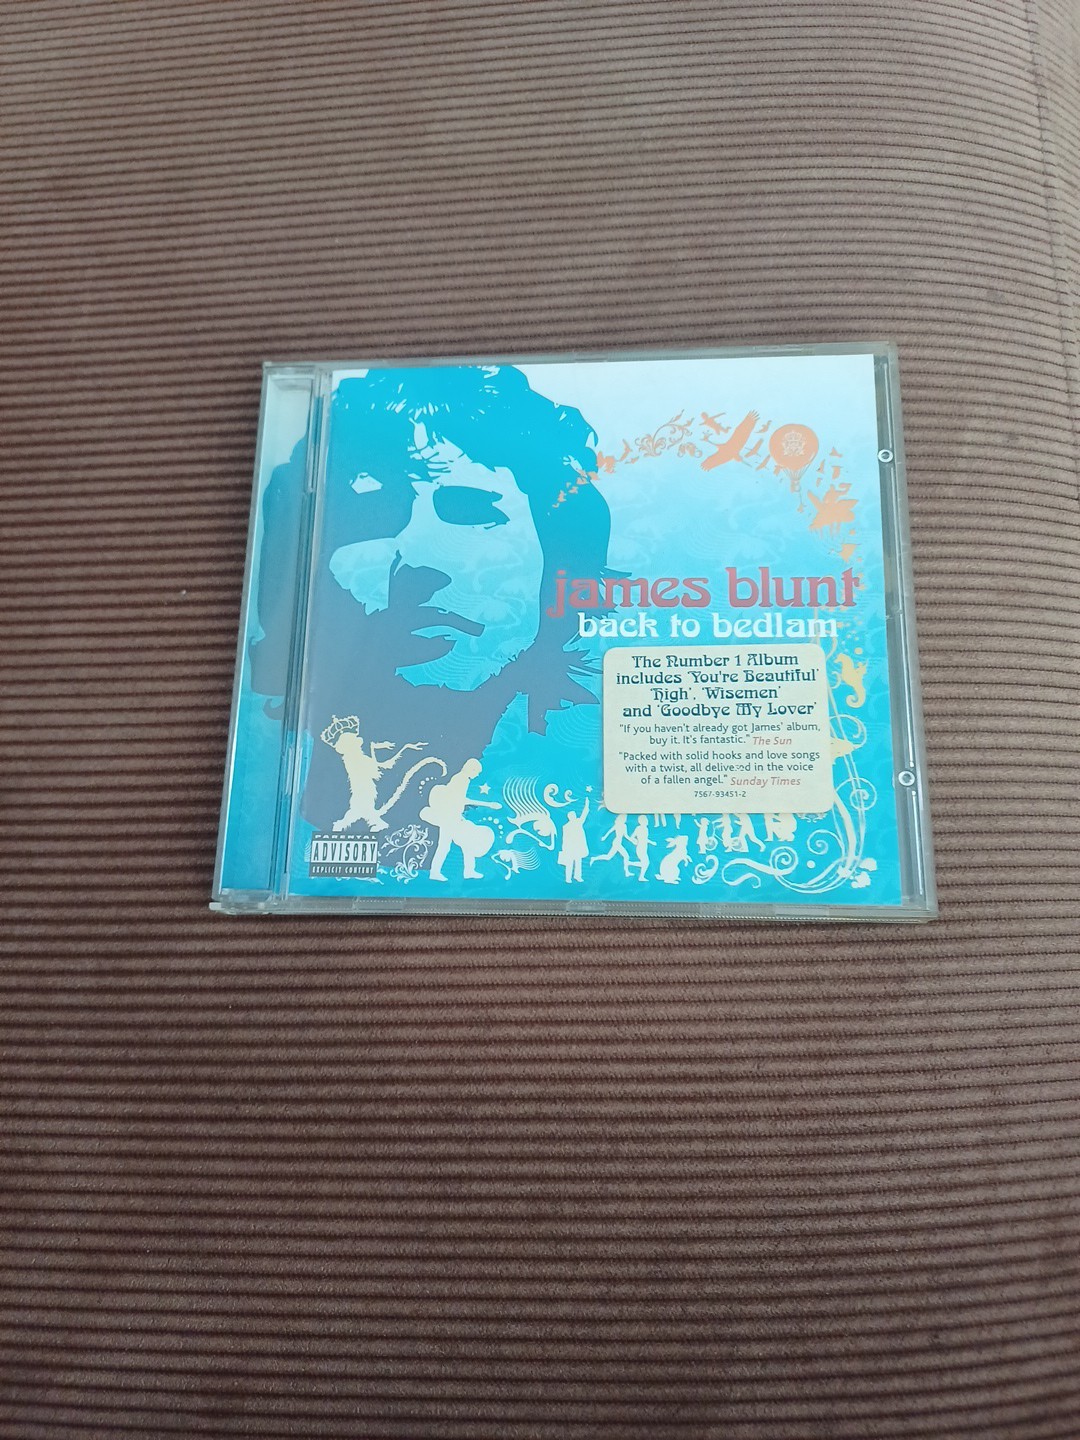 james blunt
back to bedlam
The Number 1 Album
includes 'You're Beautiful'
'High', 'Wisemen'
and 'Goodbye My Lover'
"If you haven't already got James' album,
buy it. It's fantastic." The Sun
"Packed with solid hooks and love songs
with a twist, all delivered in the voice
of a fallen angel." Sunday Times
7567-93451-2
PARENTAL
ADVISORY
EXPLICIT CONTENT